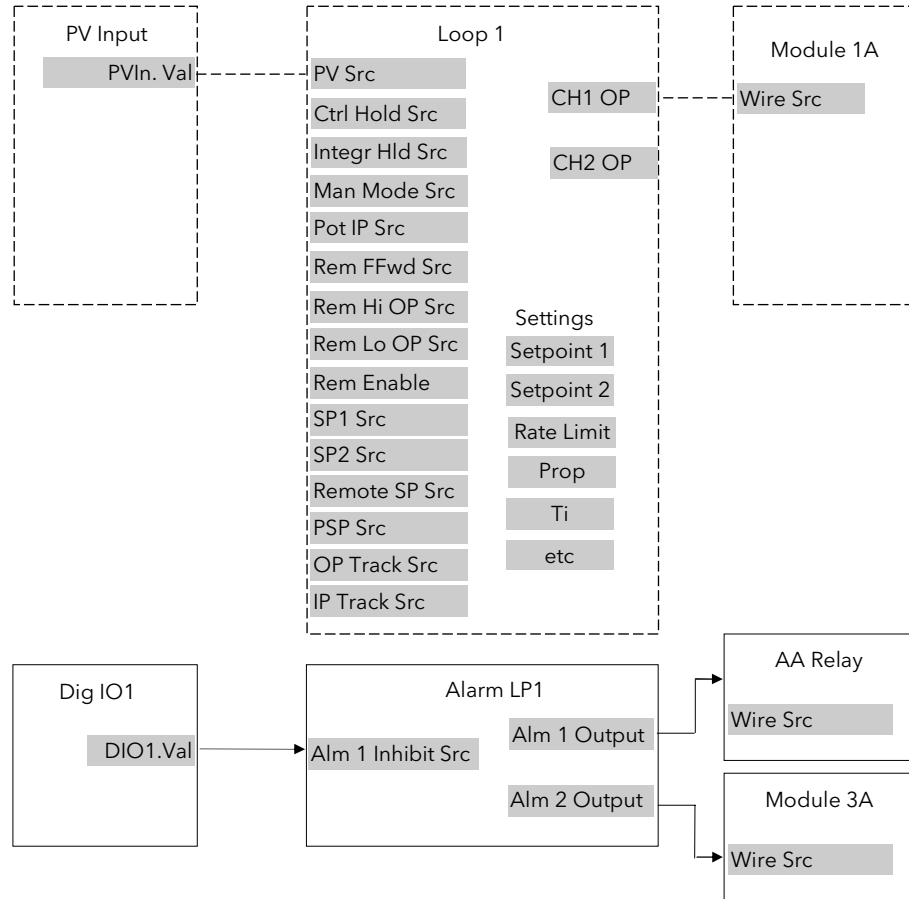 PV Input
PVIn. Val
Loop 1
PV Src
Ctrl Hold Src
Integr Hld Src
Man Mode Src
Pot IP Src
Rem FFwd Src
Rem Hi OP Src
Rem Lo OP Src
Rem Enable
SP1 Src
SP2 Src
Remote SP Src
PSP Src
OP Track Src
IP Track Src
CH1 OP
CH2 OP
Settings
Setpoint 1
Setpoint 2
Rate Limit
Prop
Ti
etc
Module 1A
Wire Src
Dig IO1
DIO1.Val
Alarm LP1
Alm 1 Inhibit Src
Alm 1 Output
Alm 2 Output
AA Relay
Wire Src
Module 3A
Wire Src